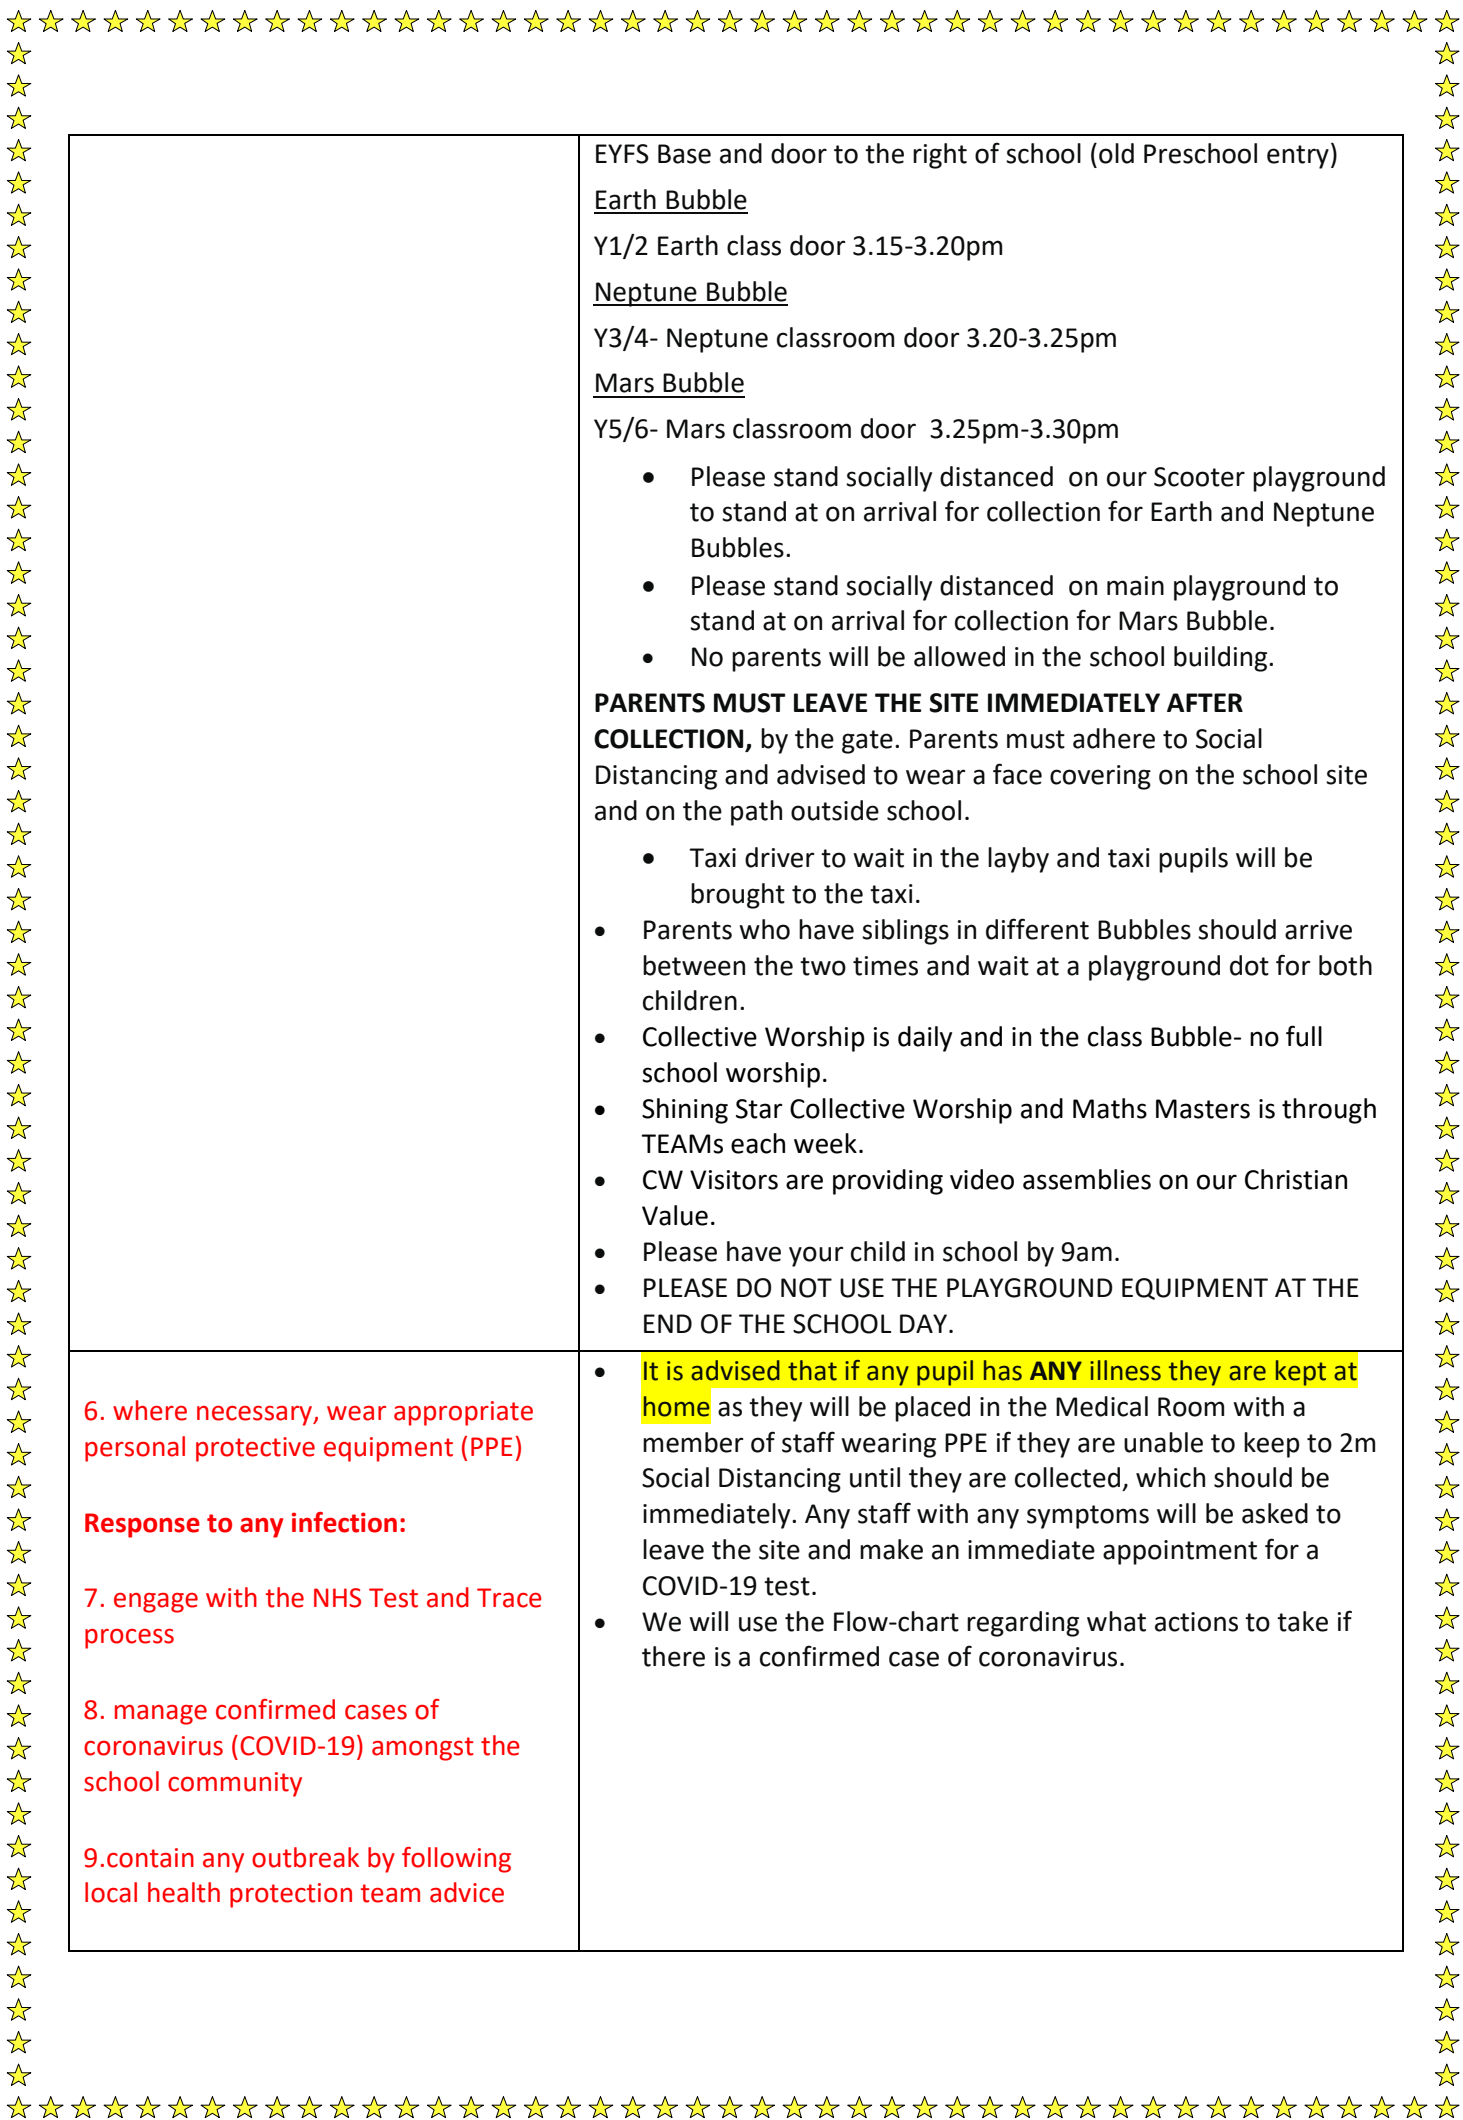 EYFS Base and door to the right of school (old Preschool entry)
Earth Bubble
Y1/2 Earth class door 3.15-3.20pm
Neptune Bubble
Y3/4- Neptune classroom door 3.20-3.25pm
Mars Bubble
Y5/6- Mars classroom door  3.25pm-3.30pm
• Please stand socially distanced  on our Scooter playground
to stand at on arrival for collection for Earth and Neptune
Bubbles.
• Please stand socially distanced  on main playground to
stand at on arrival for collection for Mars Bubble.
• No parents will be allowed in the school building.
PARENTS MUST LEAVE THE SITE IMMEDIATELY AFTER
COLLECTION, by the gate. Parents must adhere to Social
Distancing and advised to wear a face covering on the school site
and on the path outside school.
• Taxi driver to wait in the layby and taxi pupils will be
brought to the taxi.
• Parents who have siblings in different Bubbles should arrive
between the two times and wait at a playground dot for both
children.
• Collective Worship is daily and in the class Bubble- no full
school worship.
• Shining Star Collective Worship and Maths Masters is through
TEAMs each week.
• CW Visitors are providing video assemblies on our Christian
Value.
• Please have your child in school by 9am.
• PLEASE DO NOT USE THE PLAYGROUND EQUIPMENT AT THE
END OF THE SCHOOL DAY.
6. where necessary, wear appropriate
personal protective equipment (PPE)
Response to any infection:
7. engage with the NHS Test and Trace
process
8. manage confirmed cases of
coronavirus (COVID-19) amongst the
school community
9.contain any outbreak by following
local health protection team advice
• It is advised that if any pupil has ANY illness they are kept at
home as they will be placed in the Medical Room with a
member of staff wearing PPE if they are unable to keep to 2m
Social Distancing until they are collected, which should be
immediately. Any staff with any symptoms will be asked to
leave the site and make an immediate appointment for a
COVID-19 test.
• We will use the Flow-chart regarding what actions to take if
there is a confirmed case of coronavirus.